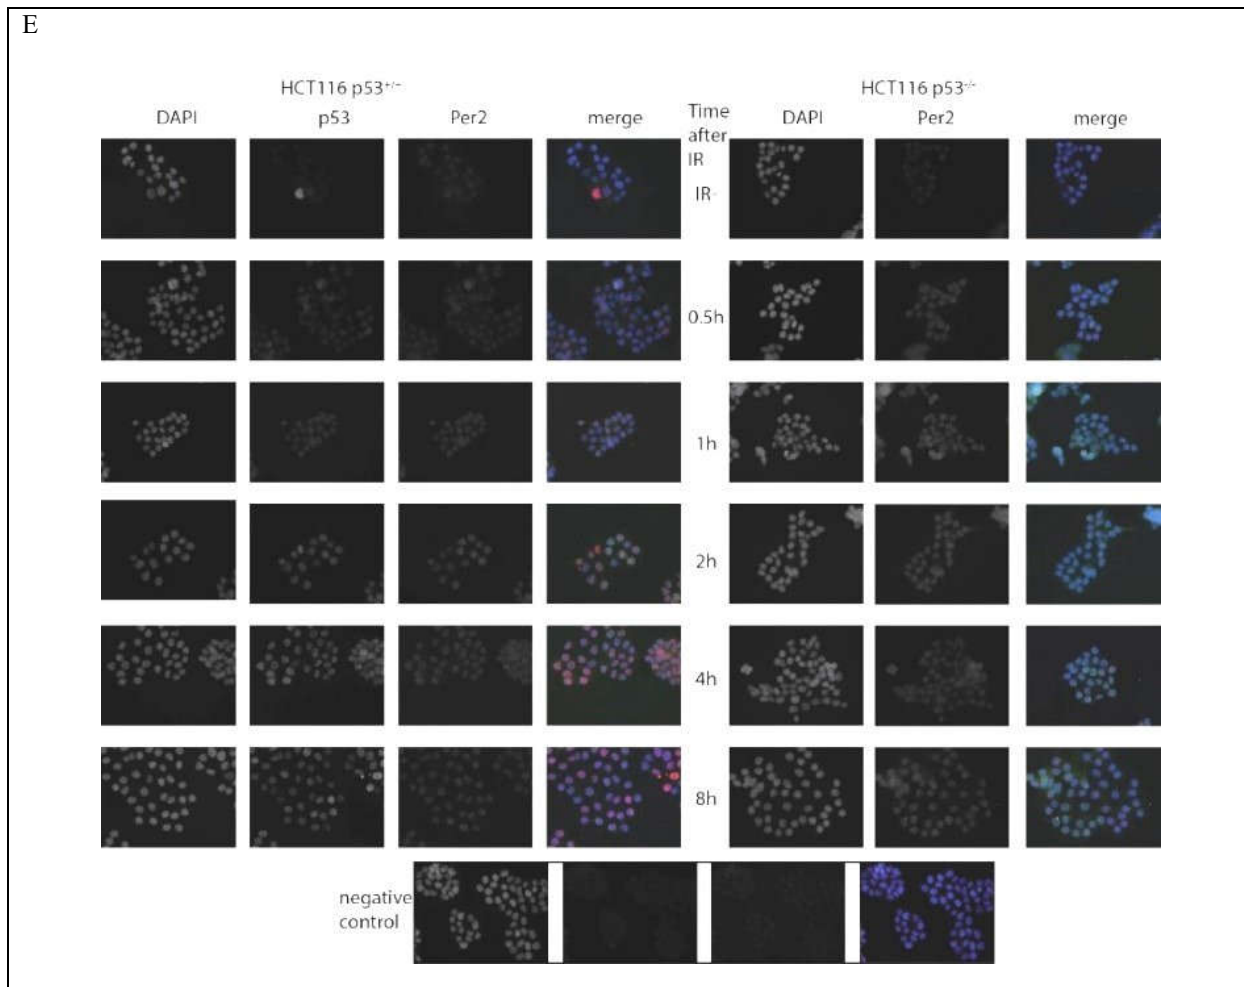 E
HCT116 p53⁺/⁻
HCT116 p53⁻/⁻
DAPI p53 Per2 merge
Time after IR
DAPI Per2 merge
IR-
0.5h
1h
2h
4h
8h
negative
control